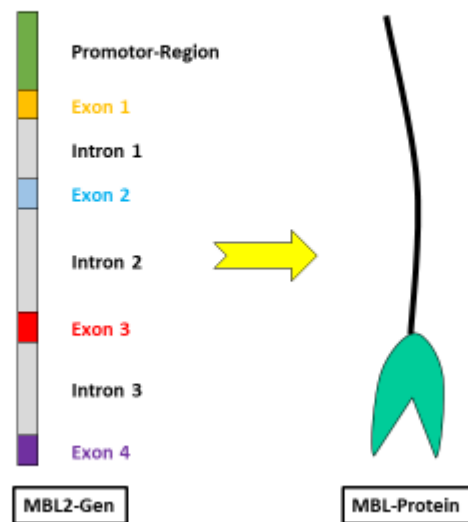 Promotor-Region
Exon 1
Intron 1
Exon 2
Intron 2
Exon 3
Intron 3
Exon 4
MBL2-Gen
MBL-Protein